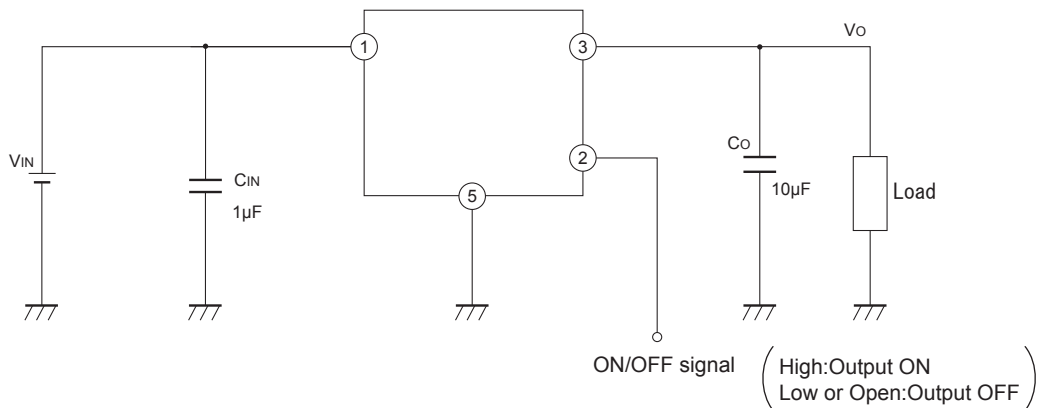 1
3
Vo
VIN
CIN
1µF
5
2
Co
10µF
Load
ON/OFF signal
High:Output ON
Low or Open:Output OFF